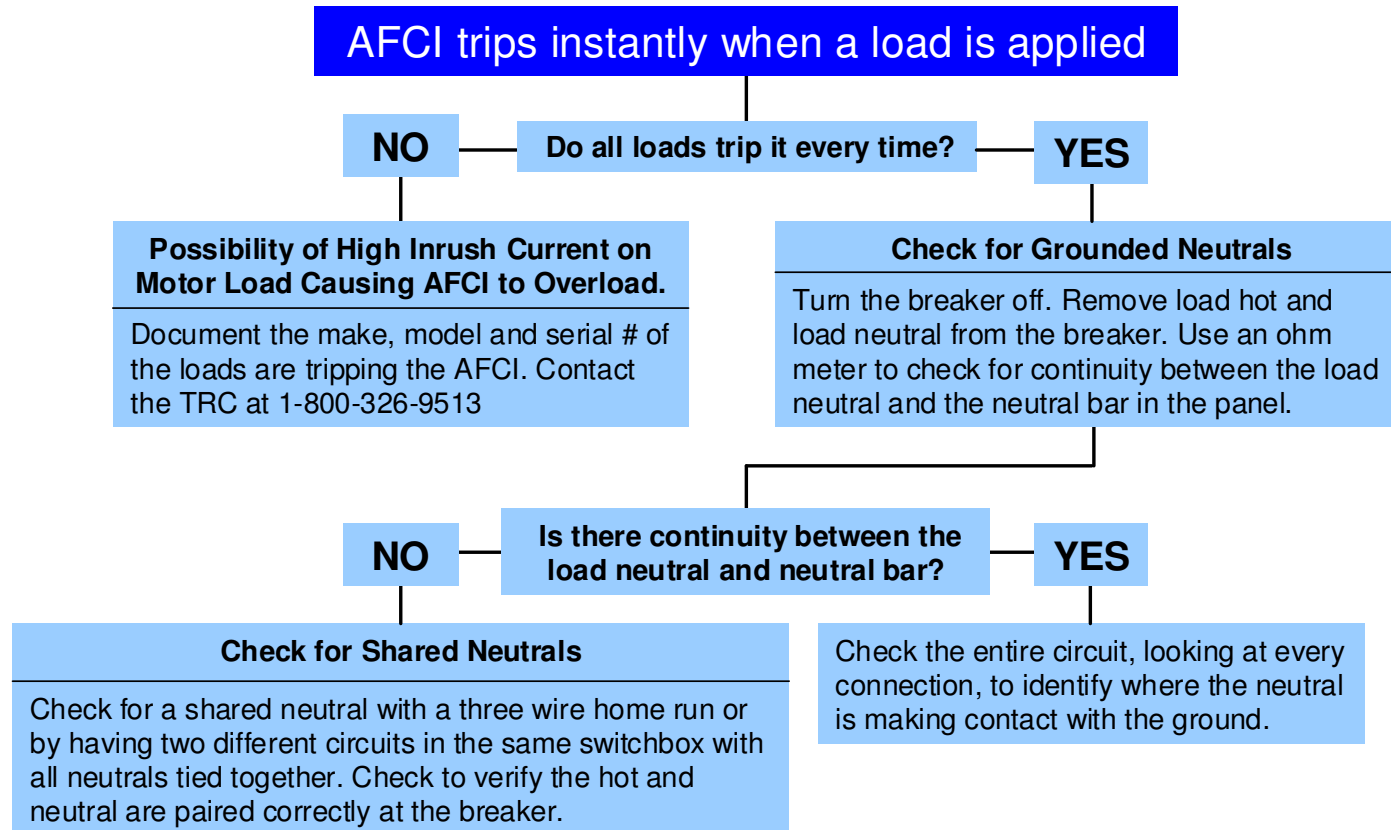 AFCI trips instantly when a load is applied
NO
Do all loads trip it every time?
YES
Possibility of High Inrush Current on
Motor Load Causing AFCI to Overload.
Document the make, model and serial # of
the loads are tripping the AFCI. Contact
the TRC at 1-800-326-9513
Check for Grounded Neutrals
Turn the breaker off. Remove load hot and
load neutral from the breaker. Use an ohm
meter to check for continuity between the load
neutral and the neutral bar in the panel.
NO
Is there continuity between the
load neutral and neutral bar?
YES
Check for Shared Neutrals
Check for a shared neutral with a three wire home run or
by having two different circuits in the same switchbox with
all neutrals tied together. Check to verify the hot and
neutral are paired correctly at the breaker.
Check the entire circuit, looking at every
connection, to identify where the neutral
is making contact with the ground.